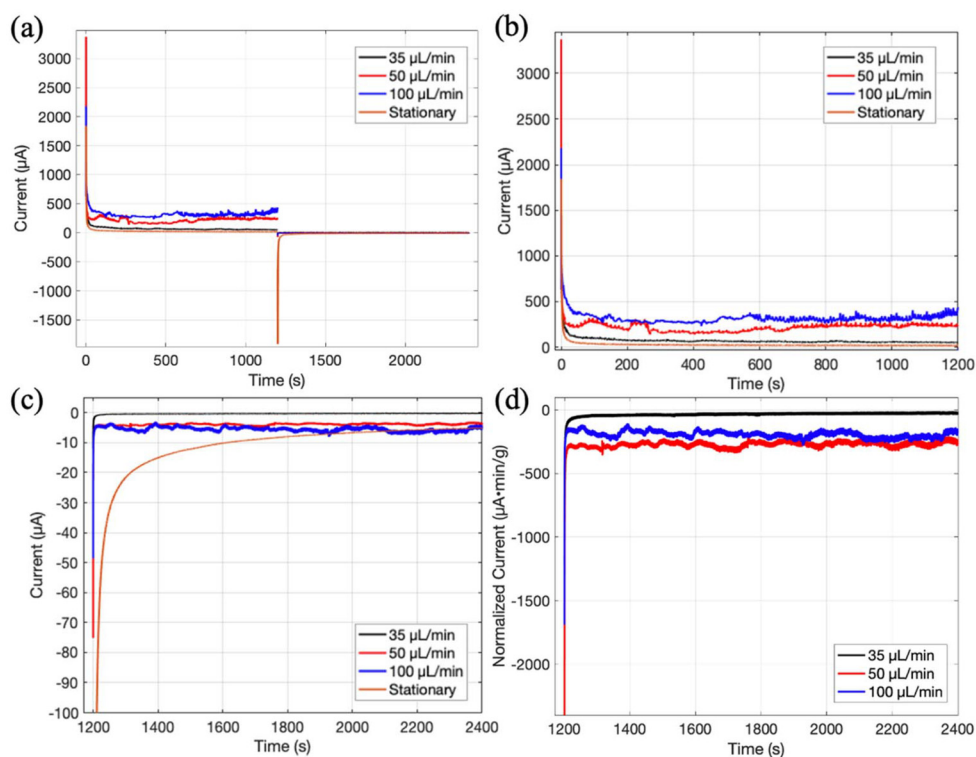 (a)
3000
2500
2000
1500
1000
500
0
-500
-1000
-1500
Current (µA)
0
500
1000
1500
2000
Time (s)
35 µL/min
50 µL/min
100 µL/min
Stationary
(b)
3000
2500
2000
1500
1000
500
0
Current (µA)
0
200
400
600
800
1000
1200
Time (s)
35 µL/min
50 µL/min
100 µL/min
Stationary
(c)
0
-10
-20
-30
-40
-50
-60
-70
-80
-90
-100
Current (µA)
1200
1400
1600
1800
2000
2200
2400
Time (s)
35 µL/min
50 µL/min
100 µL/min
Stationary
(d)
0
-500
-1000
-1500
-2000
Normalized Current (µA•min/g)
1200
1400
1600
1800
2000
2200
2400
Time (s)
35 µL/min
50 µL/min
100 µL/min